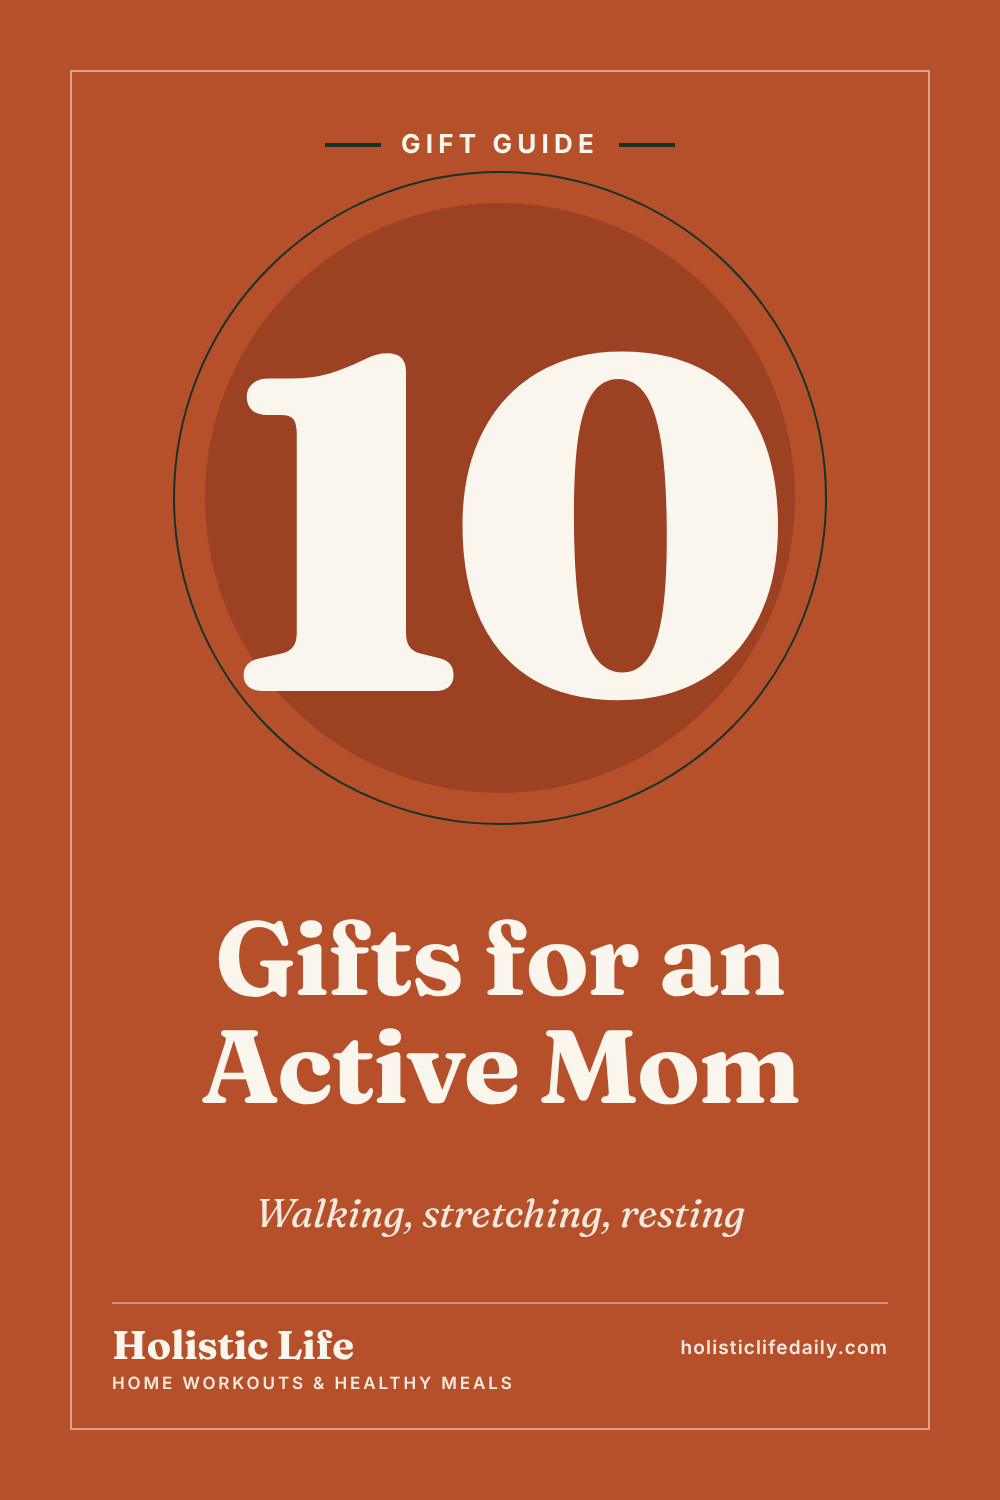 GIFT GUIDE
10
Gifts for an
Active Mom
Walking, stretching, resting
Holistic Life
HOME WORKOUTS & HEALTHY MEALS
holisticlifedaily.com